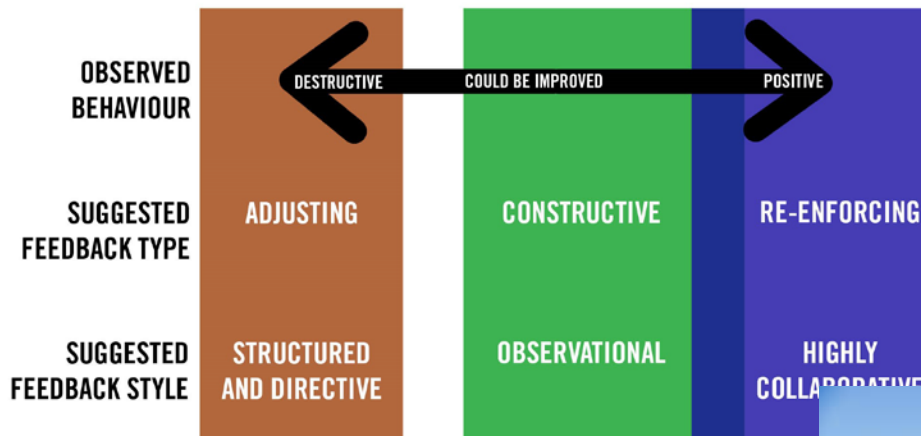 OBSERVED
BEHAVIOUR
DESTRUCTIVE COULD BE IMPROVED POSITIVE
SUGGESTED
FEEDBACK TYPE
ADJUSTING
CONSTRUCTIVE
RE-ENFORCING
SUGGESTED
FEEDBACK STYLE
STRUCTURED
AND DIRECTIVE
OBSERVATIONAL
HIGHLY
COLLABORATIVE